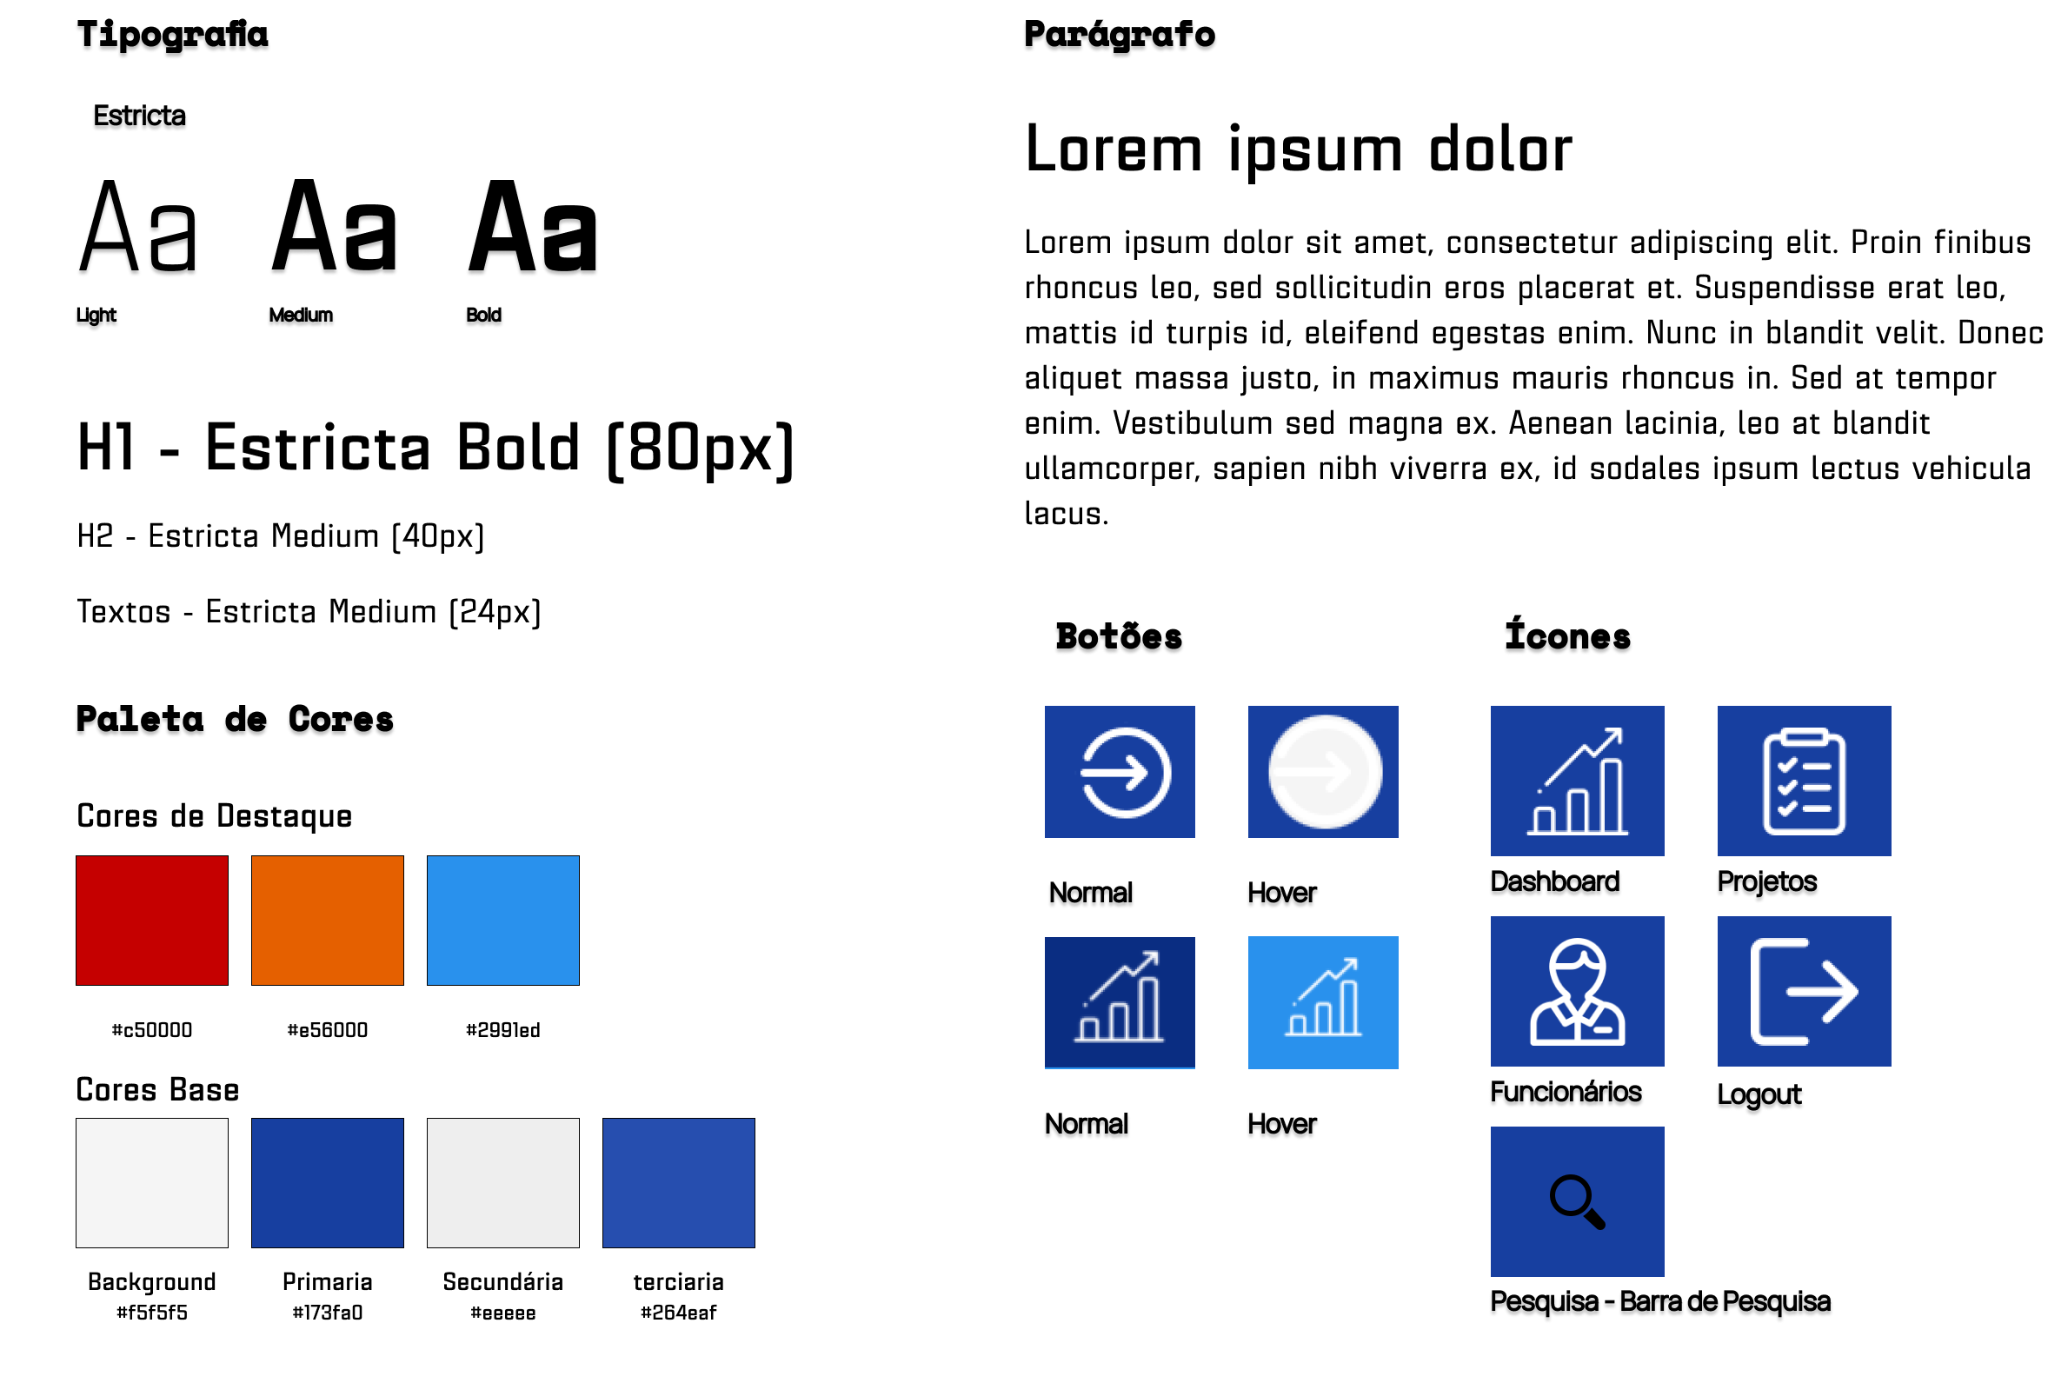 Tipografia
Estricta
Aa Aa Aa
Light Medium Bold
H1 - Estricta Bold (80px)
H2 - Estricta Medium (40px)
Textos - Estricta Medium (24px)
Paleta de Cores
Cores de Destaque
#c50000 #e56000 #2991ed
Cores Base
Background Primaria Secundária terciaria
#f5f5f5 #173fa0 #eeeee #264eaf
Parágrafo
Lorem ipsum dolor
Lorem ipsum dolor sit amet, consectetur adipiscing elit. Proin finibus
rhoncus leo, sed sollicitudin eros placerat et. Suspendisse erat leo,
mattis id turpis id, eleifend egestas enim. Nunc in blandit velit. Donec
aliquet massa justo, in maximus mauris rhoncus in. Sed at tempor
enim. Vestibulum sed magna ex. Aenean lacinia, leo at blandit
ullamcorper, sapien nibh viverra ex, id sodales ipsum lectus vehicula
lacus.
Botões
Normal Hover
Normal Hover
Ícones
Dashboard Projetos
Funcionários Logout
Pesquisa - Barra de Pesquisa